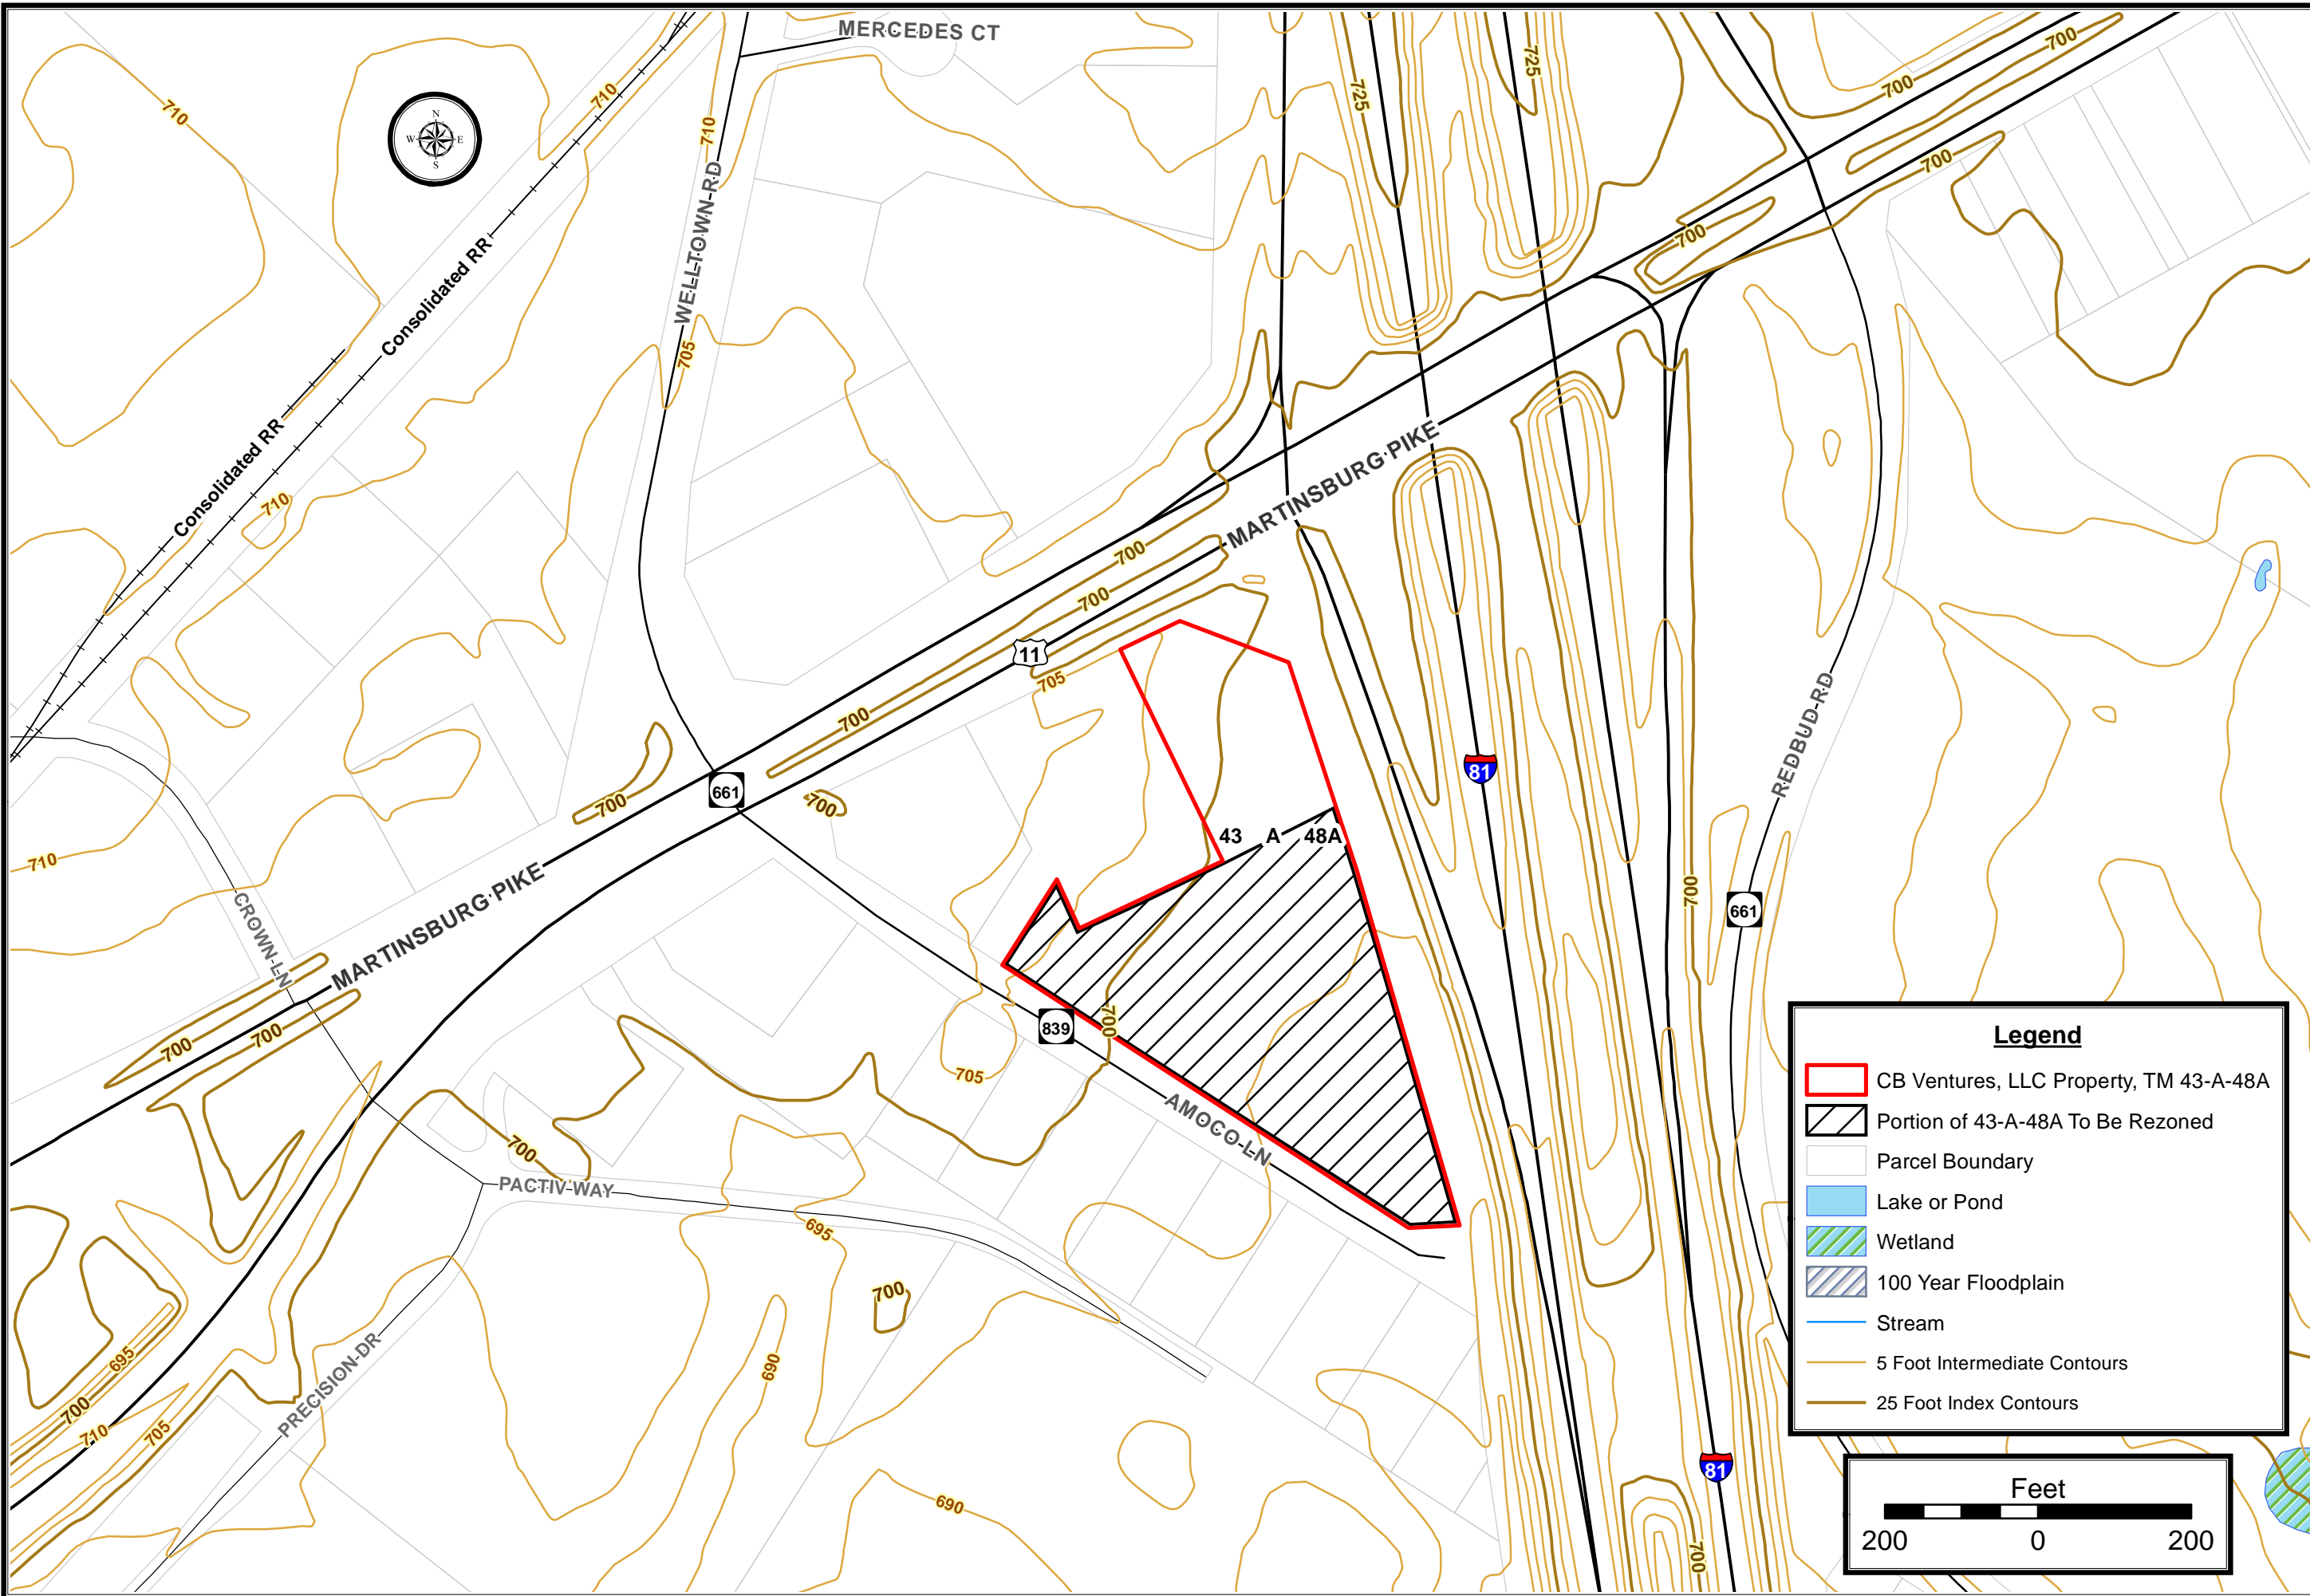 MERCEDES CT
710
710
710
725
725
700
700
700
700
N
W E
S
WELLTOWN-RD
Consolidated RR
705
Consolidated RR
710
MARTINSBURG PIKE
700
700
11
705
700
661
700
700
81
REDBUD-RD
43 A 48A
710
CROWN-LN
MARTINSBURG PIKE
700
661
700
700
700
839
705
AMOCO-LN
700
PACTIV WAY
695
700
690
PRECISION-DR
695
700
710
705
690
81
700
Legend
CB Ventures, LLC Property, TM 43-A-48A
Portion of 43-A-48A To Be Rezoned
Parcel Boundary
Lake or Pond
Wetland
100 Year Floodplain
Stream
5 Foot Intermediate Contours
25 Foot Index Contours
Feet
200 0 200